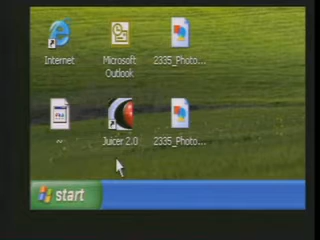 Internet
Microsoft
Outlook
2335_Photo...
~
Juicer 2.0
2335_Photo...
start